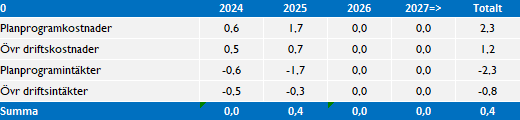 0 2024 2025 2026 2027=> Totalt
Planprogramkostnader 0,6 1,7 0,0 0,0 2,3
Övr driftskostnader 0,5 0,7 0,0 0,0 1,2
Planprogramintäkter -0,6 -1,7 0,0 0,0 -2,3
Övr driftsintäkter -0,5 -0,3 0,0 0,0 -0,8
Summa 0,0 0,4 0,0 0,0 0,4